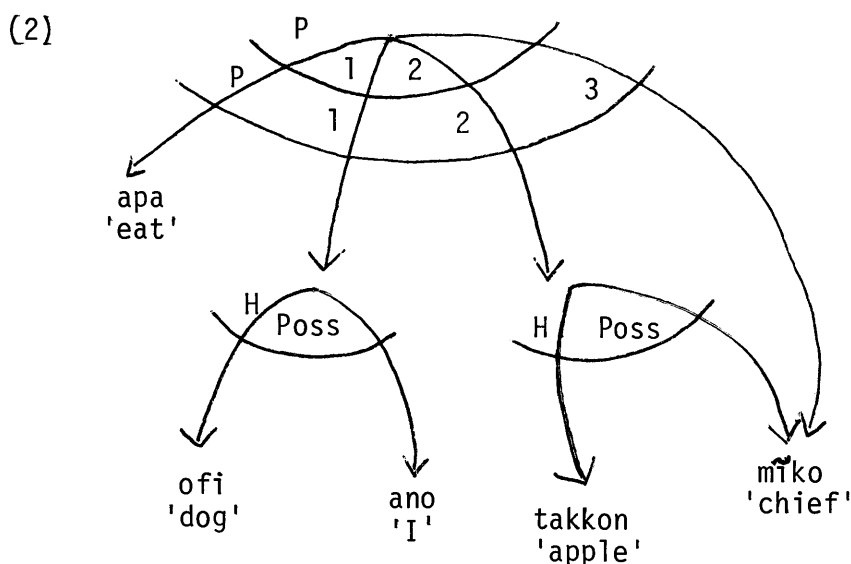 (2)
P
1 2
P 3
1 2
apa
'eat'
H Poss H Poss
ofi
'dog'
ano
'I'
takkon
'apple'
mĩko
'chief'